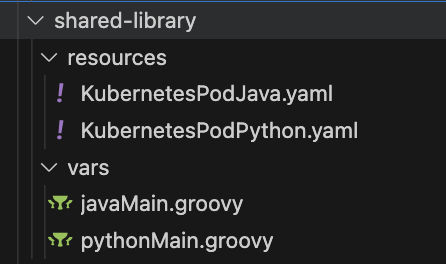 shared-library
resources
! KubernetesPodJava.yaml
! KubernetesPodPython.yaml
vars
javaMain.groovy
pythonMain.groovy